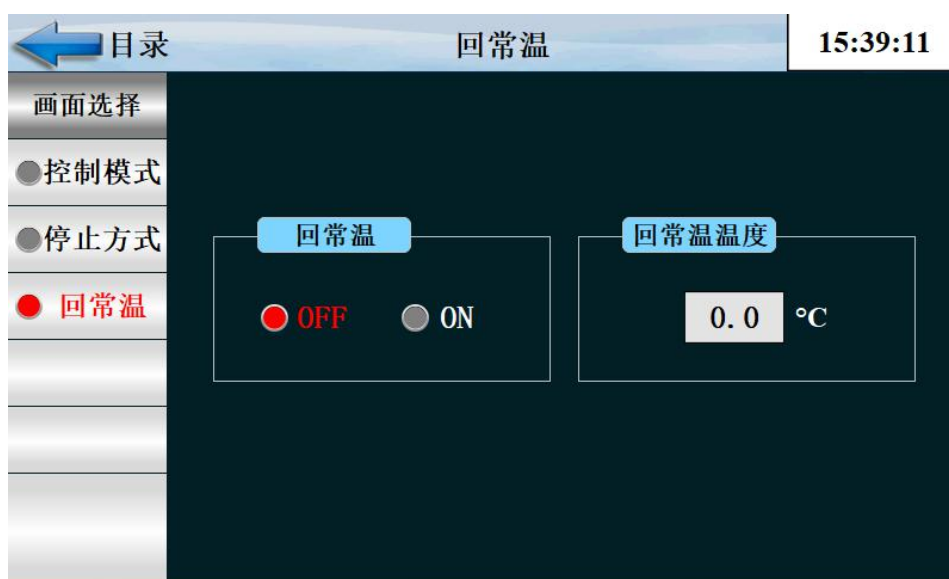 目录
回常温
15:39:11
画面选择
控制模式
停止方式
回常温
回常温
OFF ON
回常温温度
0.0 °C